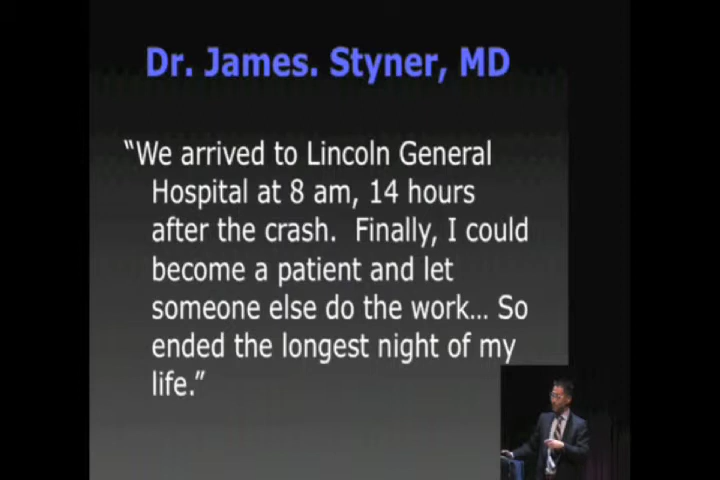 Dr. James. Styner, MD
“We arrived to Lincoln General
Hospital at 8 am, 14 hours
after the crash.  Finally, I could
become a patient and let
someone else do the work... So
ended the longest night of my
life.”